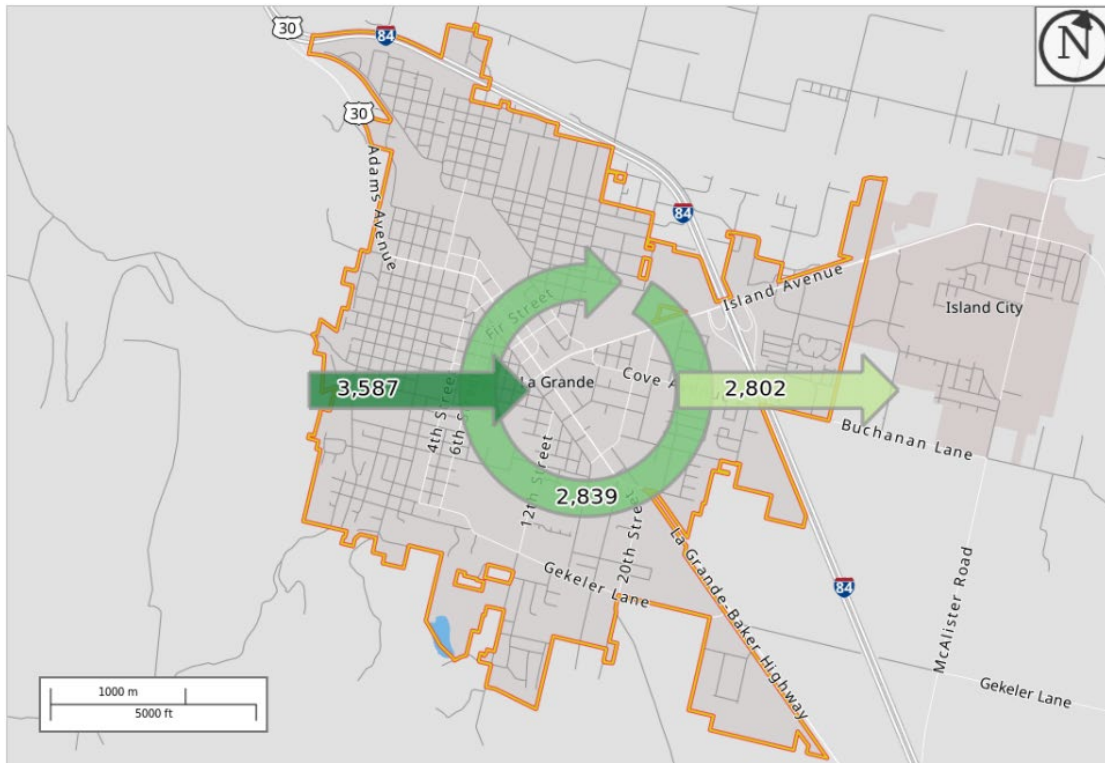 30
84
N
30
Adams Avenue
84
Island Avenue
Island City
Fir Street
3,587
La Grande
Cove
2,802
4th Street
6th
Buchanan Lane
12th Street
2,839
20th Street
La Grande-Baker Highway
Gekeler Lane
84
McAlister Road
Gekeler Lane
1000 m
5000 ft